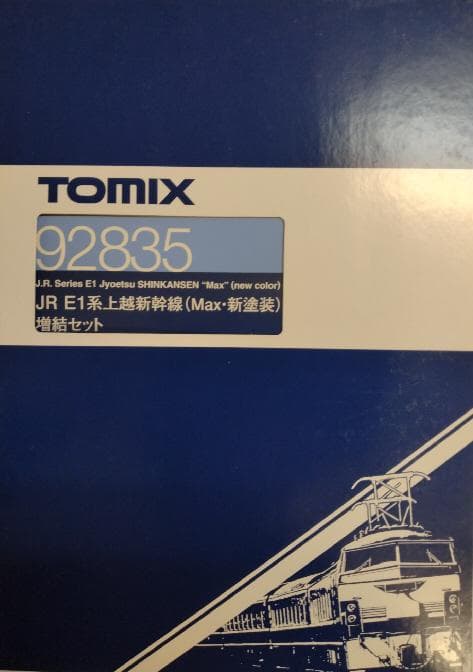 TOMIX
92835
J.R. Series E1 Jyoetsu SHINKANSEN "Max" (new color)
JR E1系上越新幹線(Max・新塗装)
増結セット